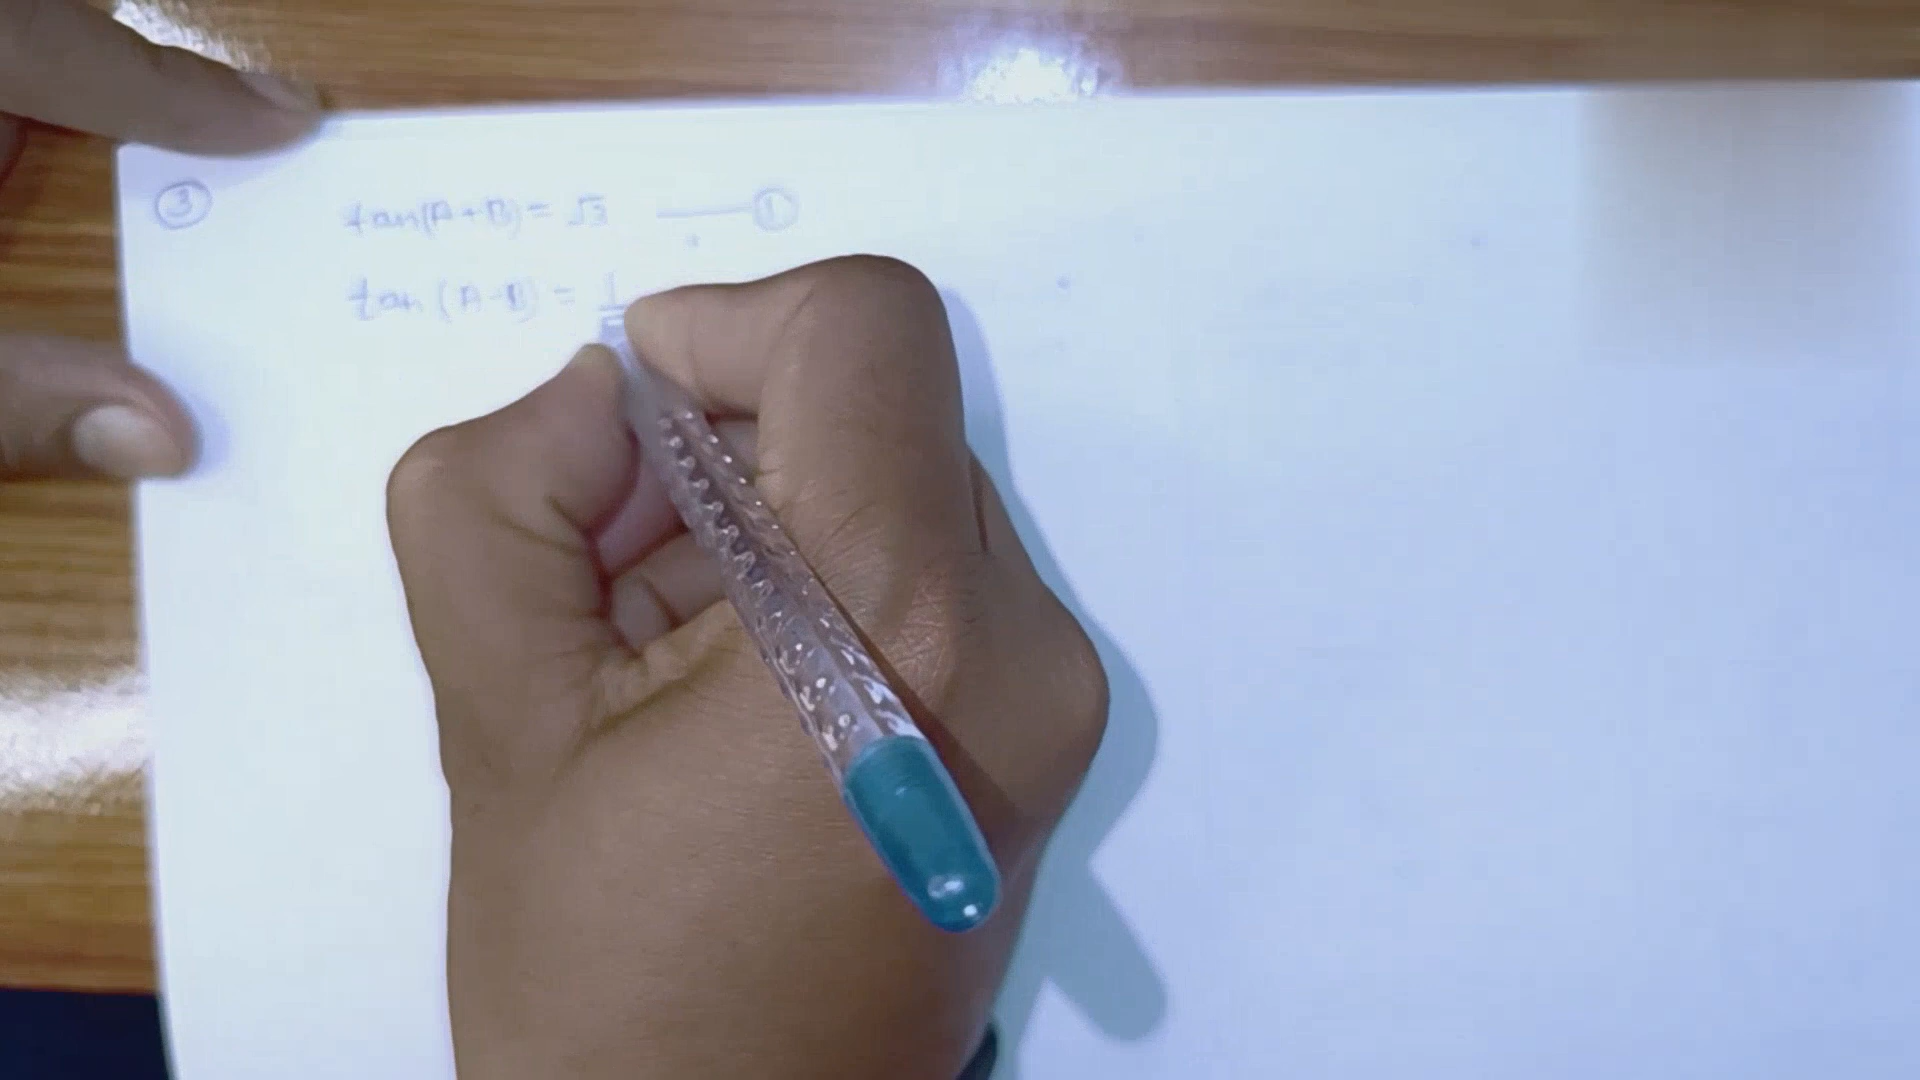 ③ tan(A+B) = √3 —— ①
tan (A-B) = 1